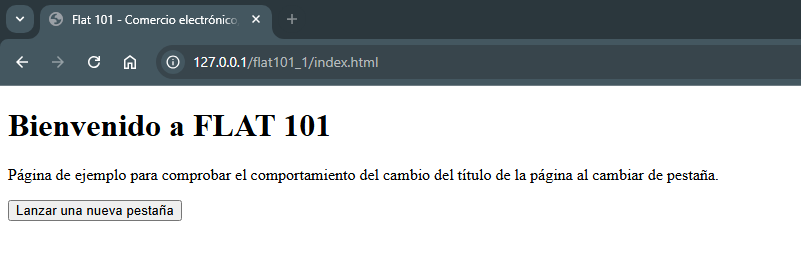 Flat 101 - Comercio electrónico
127.0.0.1/flat101_1/index.html
Bienvenido a FLAT 101
Página de ejemplo para comprobar el comportamiento del cambio del título de la página al cambiar de pestaña.
Lanzar una nueva pestaña